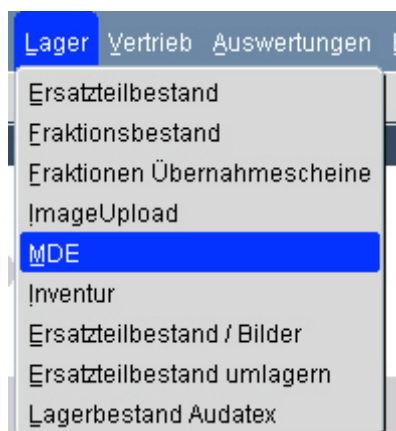 Lager Vertrieb Auswertungen
Ersatzteilbestand
Fraktionsbestand
Fraktionen Übernahmescheine
ImageUpload
MDE
Inventur
Ersatzteilbestand / Bilder
Ersatzteilbestand umlagern
Lagerbestand Audatex